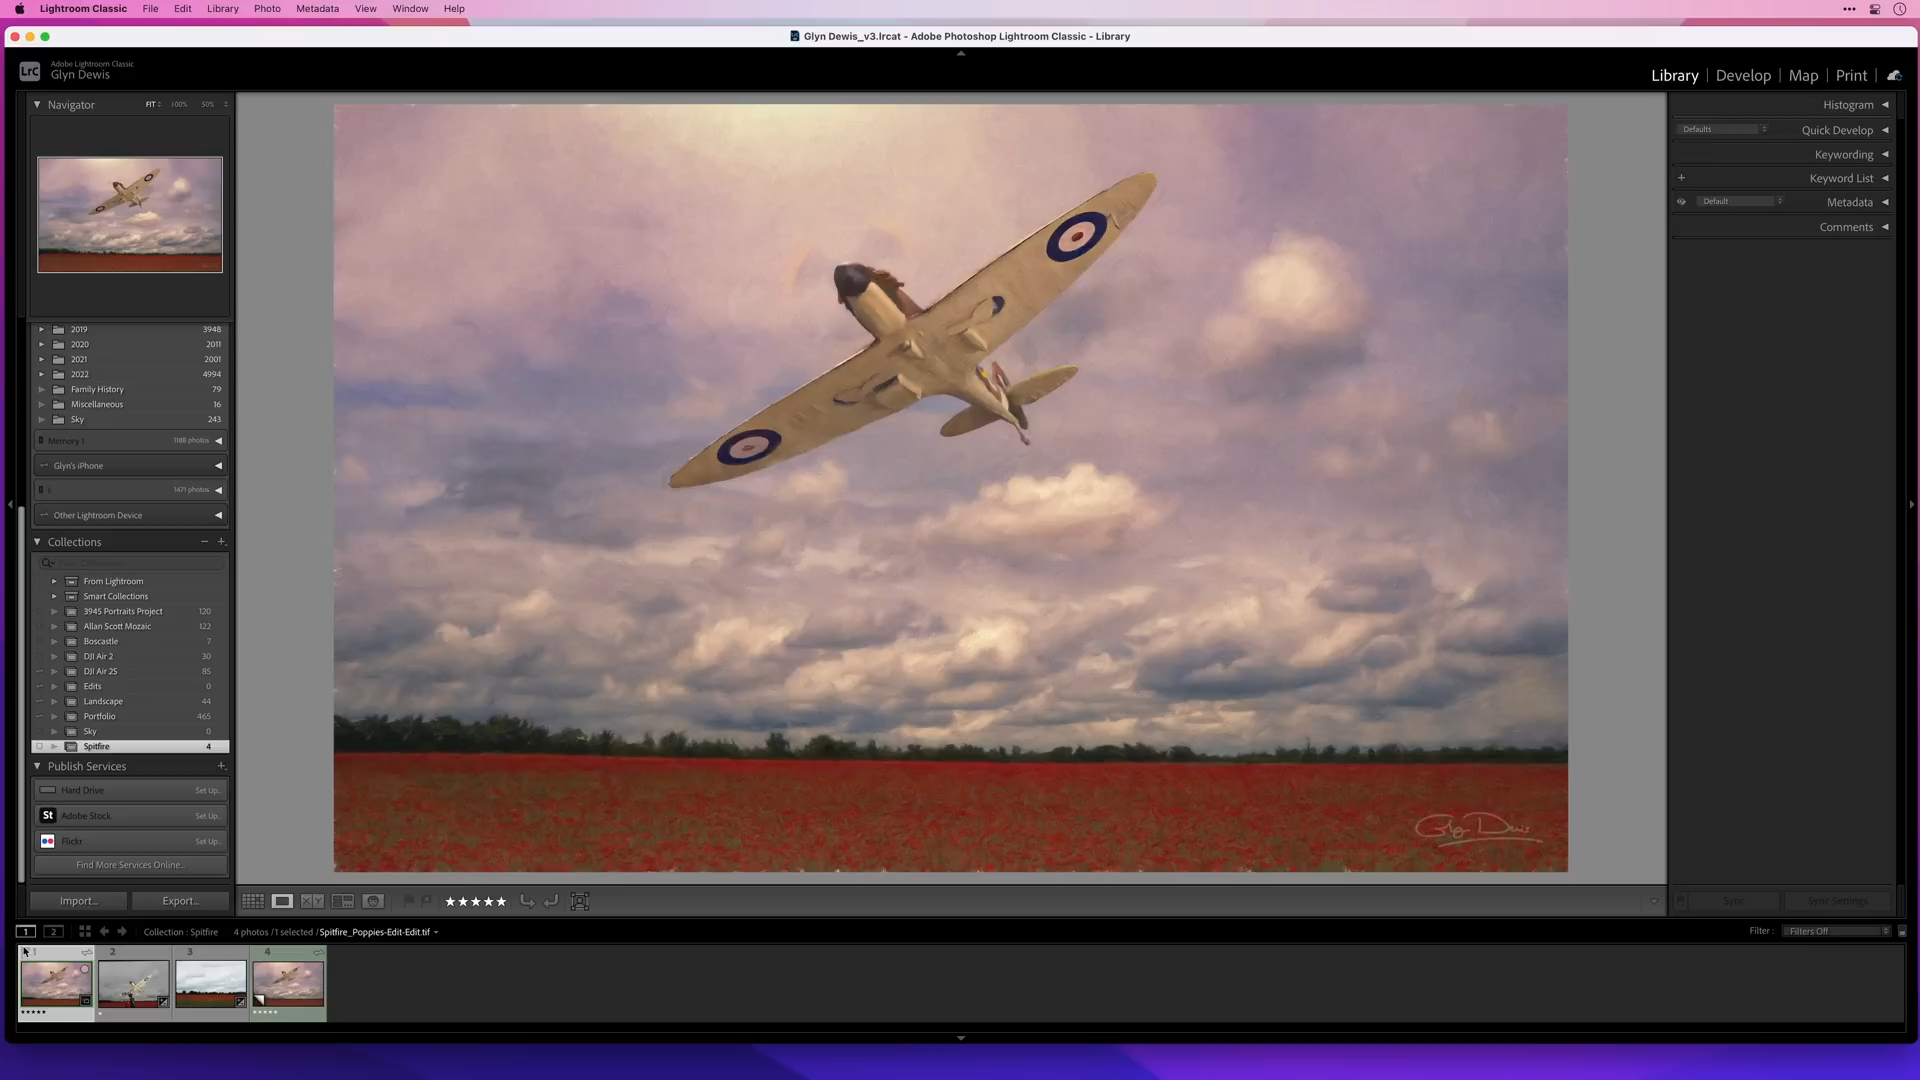 Lightroom Classic File Edit Library Photo Metadata View Window Help
Glyn Dewis_v3.lrcat - Adobe Photoshop Lightroom Classic - Library
LrC
Adobe Lightroom Classic
Glyn Dewis
Library | Develop | Map | Print
Navigator FIT 100% 50%
2019 3948
2020 2011
2021 2001
2022 4994
Family History 79
Miscellaneous 16
Sky 243
Memory 1 1188 photos
Glyn's iPhone
1471 photos
Other Lightroom Device
Collections
From Lightroom
Smart Collections
3945 Portraits Project 120
Allan Scott Mozaic 122
Boscastle 7
DJI Air 2 30
DJI Air 2S 85
Edits 0
Landscape 44
Portfolio 465
Sky 0
Spitfire 4
Publish Services
Hard Drive Set Up...
St Adobe Stock Set Up...
Flickr Set Up...
Find More Services Online...
Import... Export...
Glyn Dewis
Histogram
Defaults Quick Develop
Keywording
Keyword List
Default Metadata
Comments
Sync Sync Settings
1 2 Collection : Spitfire 4 photos / 1 selected / Spitfire_Poppies-Edit-Edit.tif
Filter : Filters Off
1 2 3 4